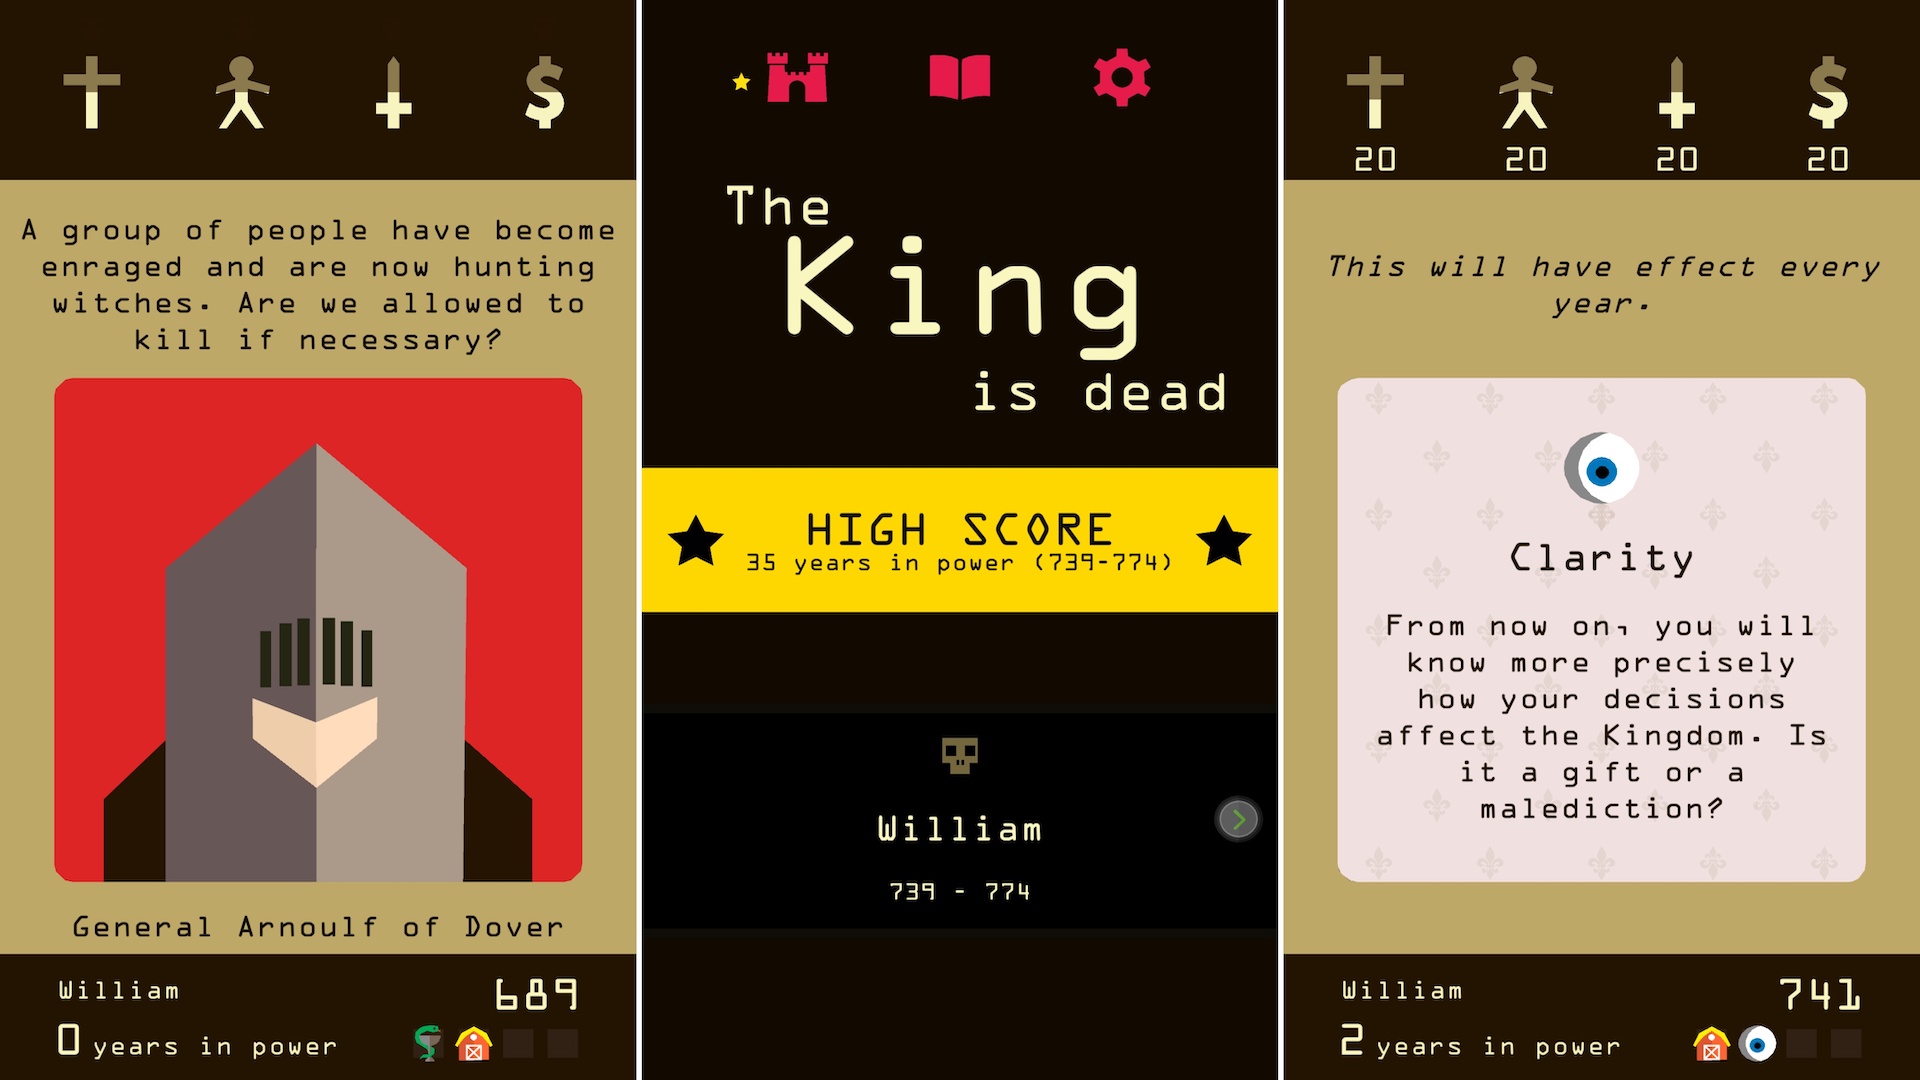 A group of people have become
enraged and are now hunting
witches. Are we allowed to
kill if necessary?
General Arnoulf of Dover
William
689
0 years in power
The
King
is dead
HIGH SCORE
35 years in power (739-774)
William
739 - 774
20 20 20 20
This will have effect every
year.
Clarity
From now on, you will
know more precisely
how your decisions
affect the Kingdom. Is
it a gift or a
malediction?
William
741
2 years in power